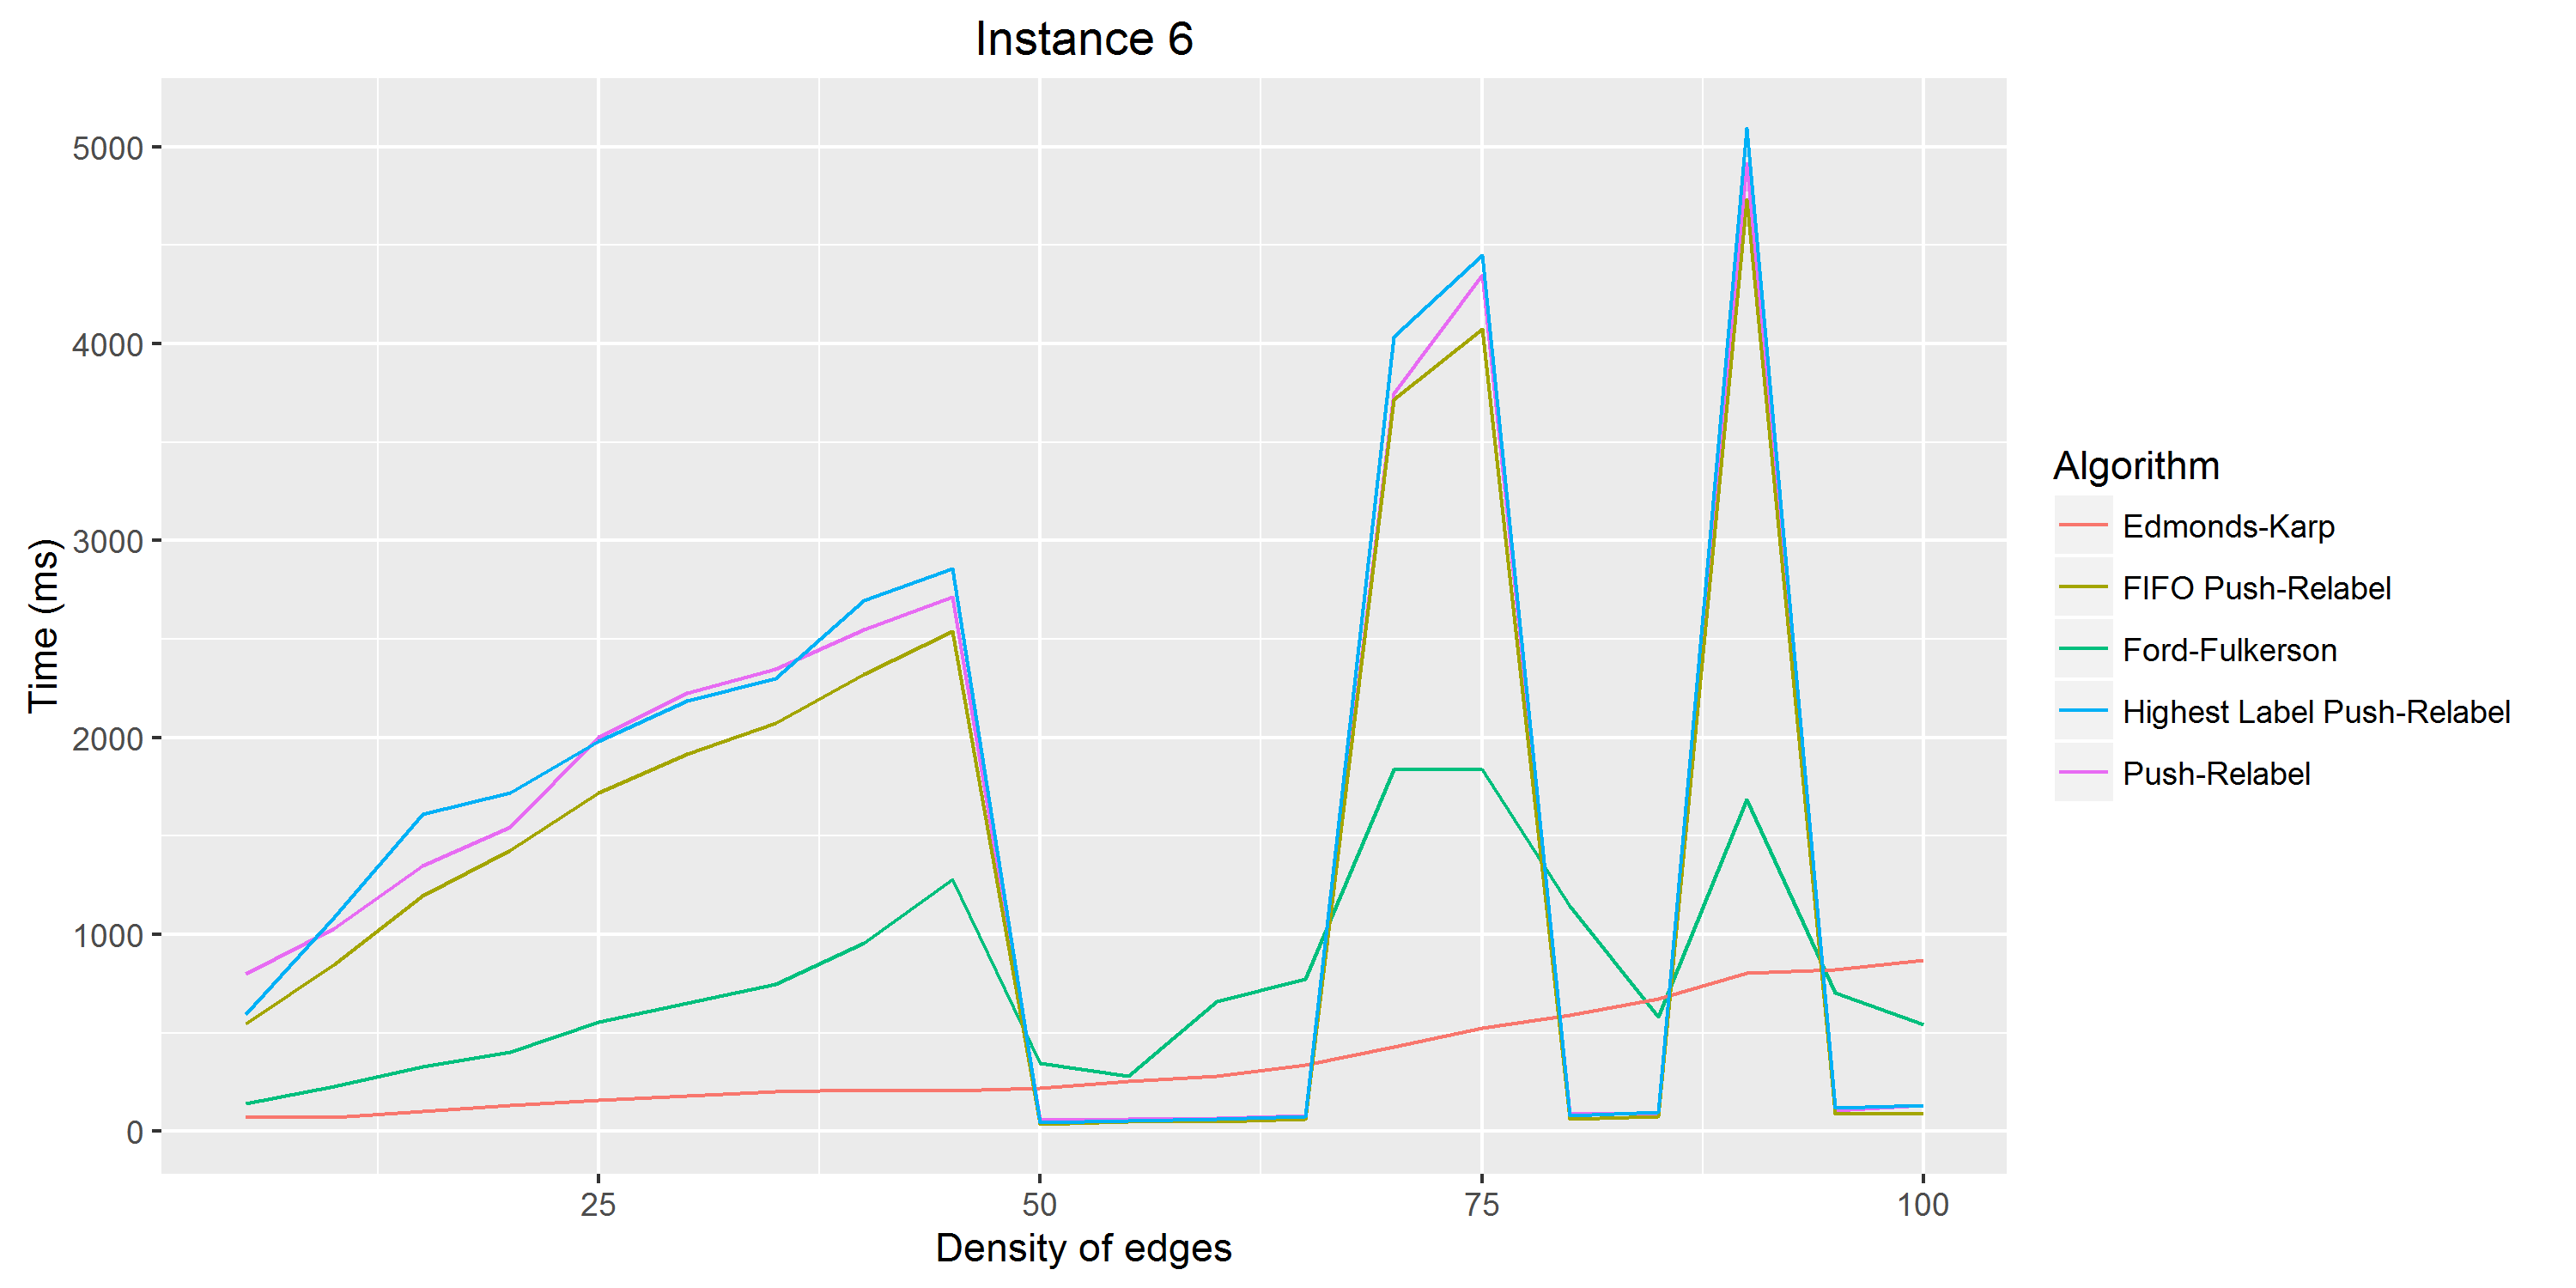 Instance 6
5000
4000
3000
2000
1000
0
Time (ms)
25
50
75
100
Density of edges
Algorithm
Edmonds-Karp
FIFO Push-Relabel
Ford-Fulkerson
Highest Label Push-Relabel
Push-Relabel